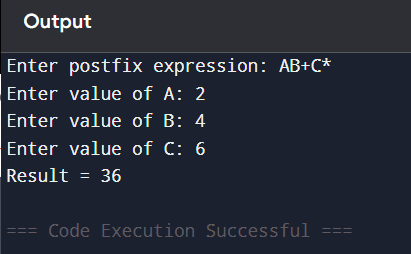 Output
Enter postfix expression: AB+C*
Enter value of A: 2
Enter value of B: 4
Enter value of C: 6
Result = 36
=== Code Execution Successful ===